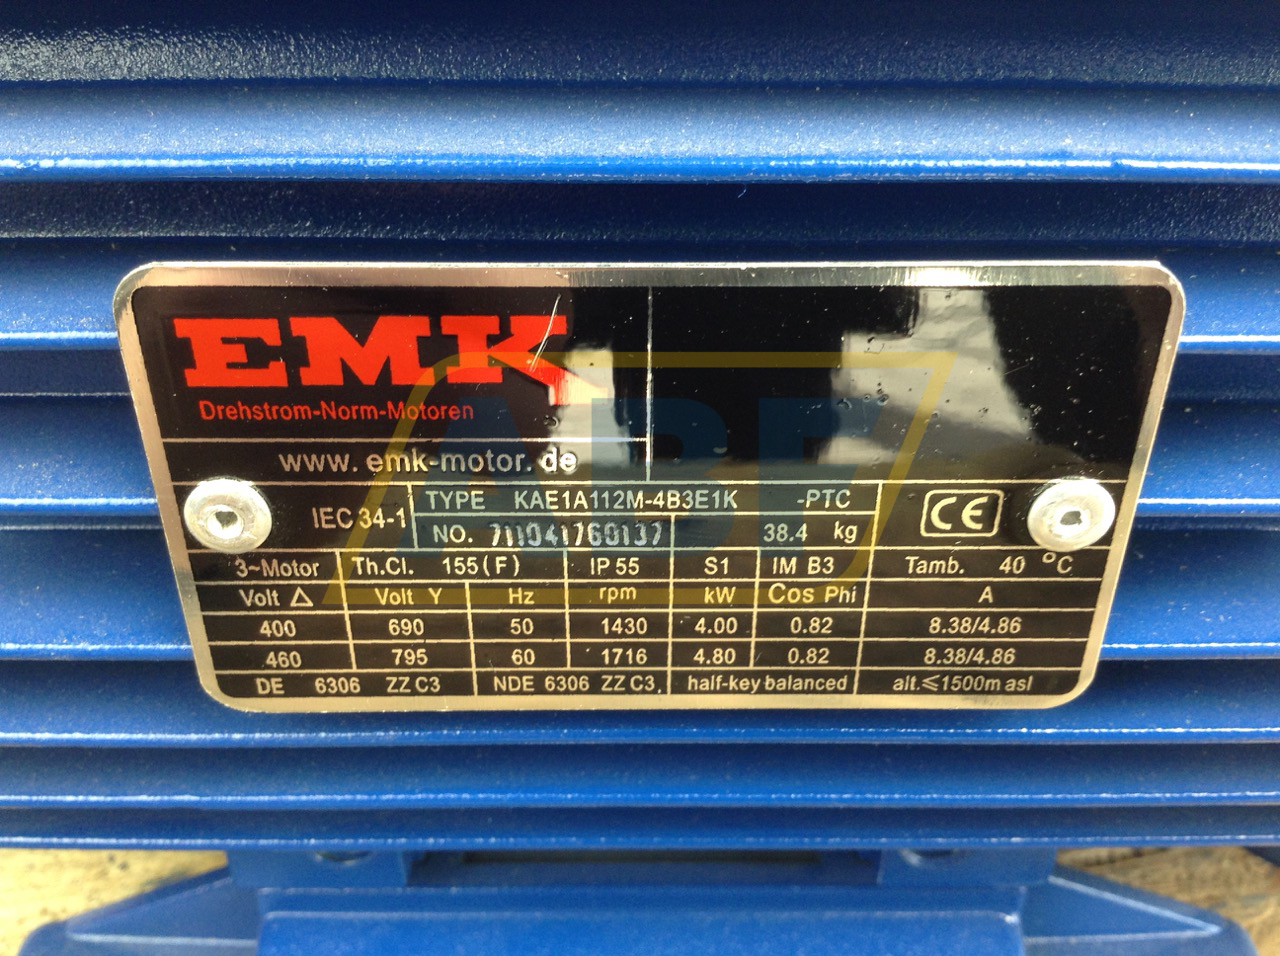 EMK
Drehstrom-Norm-Motoren
www.emk-motor.de
IEC 34-1 TYPE KAE1A112M-4B3E1K -PTC CE
NO. 711041760137 38.4 kg
3~Motor Th.Cl. 155(F) IP 55 S1 IM B3 Tamb. 40 °C
Volt △ Volt Y Hz rpm kW Cos Phi A
400 690 50 1430 4.00 0.82 8.38/4.86
460 795 60 1716 4.80 0.82 8.38/4.86
DE 6306 ZZ C3 NDE 6306 ZZ C3. half-key balanced alt.≤1500m asl
ABF